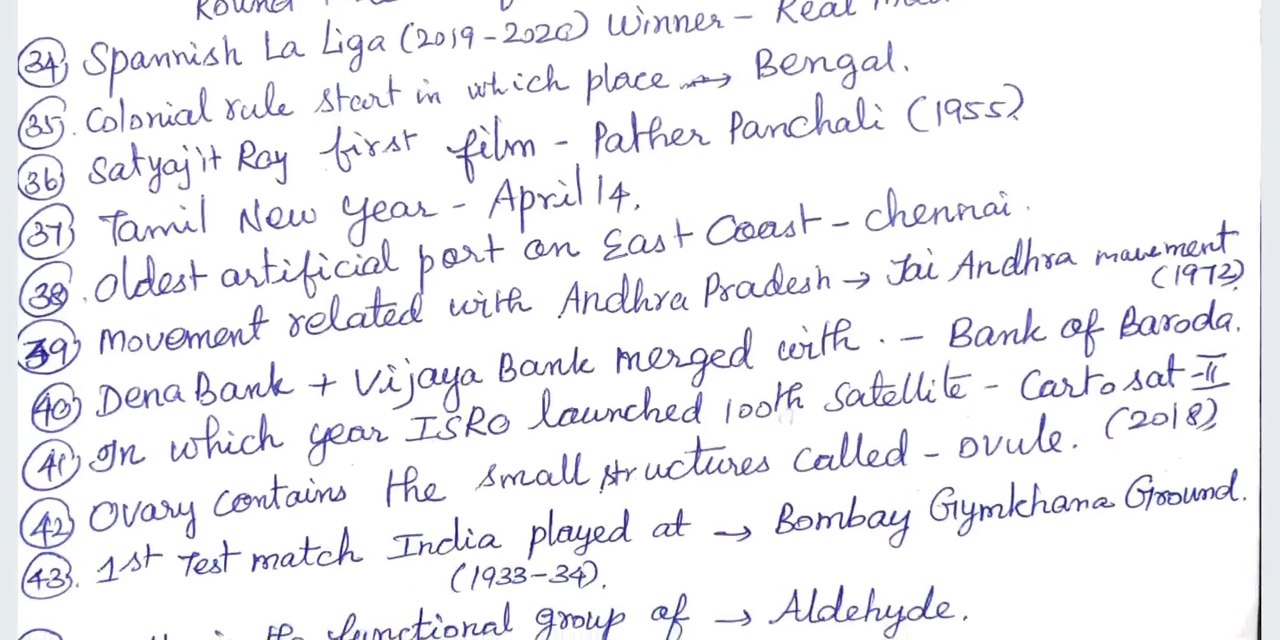 Round
34) Spannish La Liga (2019-2020) Winner - Real
35). Colonial rule start in which place → Bengal.
36) Satyajit Ray first film - Pather Panchali (1955)
37) Tamil New Year - April 14.
38). Oldest artificial port on East Coast - chennai.
39) Movement related with Andhra Pradesh → Jai Andhra movement
(1972)
40) Dena Bank + Vijaya Bank merged with. - Bank of Baroda.
41) In which year ISRO launched 100th satellite - Cartosat-II
(2018)
42) Ovary contains the small structures called - ovule.
43). 1st Test match India played at → Bombay Gymkhana Ground.
(1933-34).
functional group of → Aldehyde.